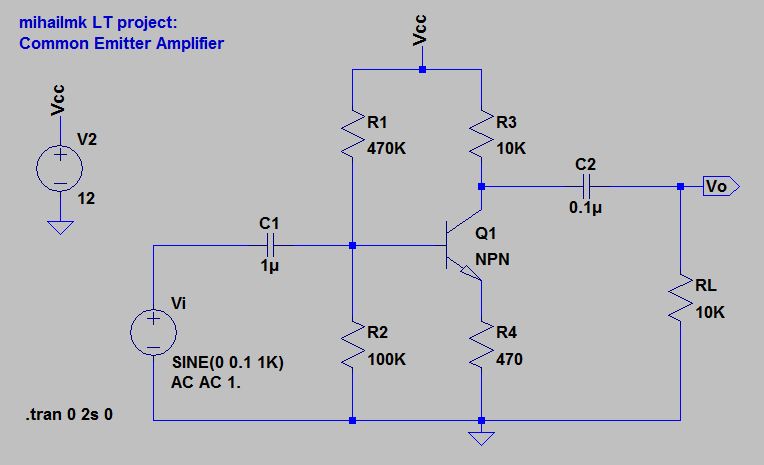 mihailmk LT project:
Common Emitter Amplifier
Vcc
Vcc
V2
12
R1
470K
R3
10K
C2
0.1µ
Vo
C1
1µ
Q1
NPN
Vi
SINE(0 0.1 1K)
AC AC 1.
R2
100K
R4
470
RL
10K
.tran 0 2s 0